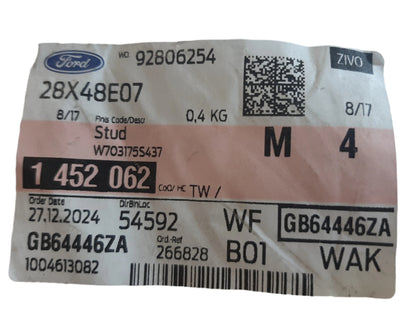 Ford WO 92806254 ZIVO
28X48E07
8/17 0,4 KG 8/17
Finis Code/Descr
Stud M 4
W703175S437
1 452 062 CoO/HC TW /
Order Date Dlr Bin Loc
27.12.2024 54592 WF GB64446ZA
GB64446ZA Ord.-Ref B01 WAK
1004613082 266828